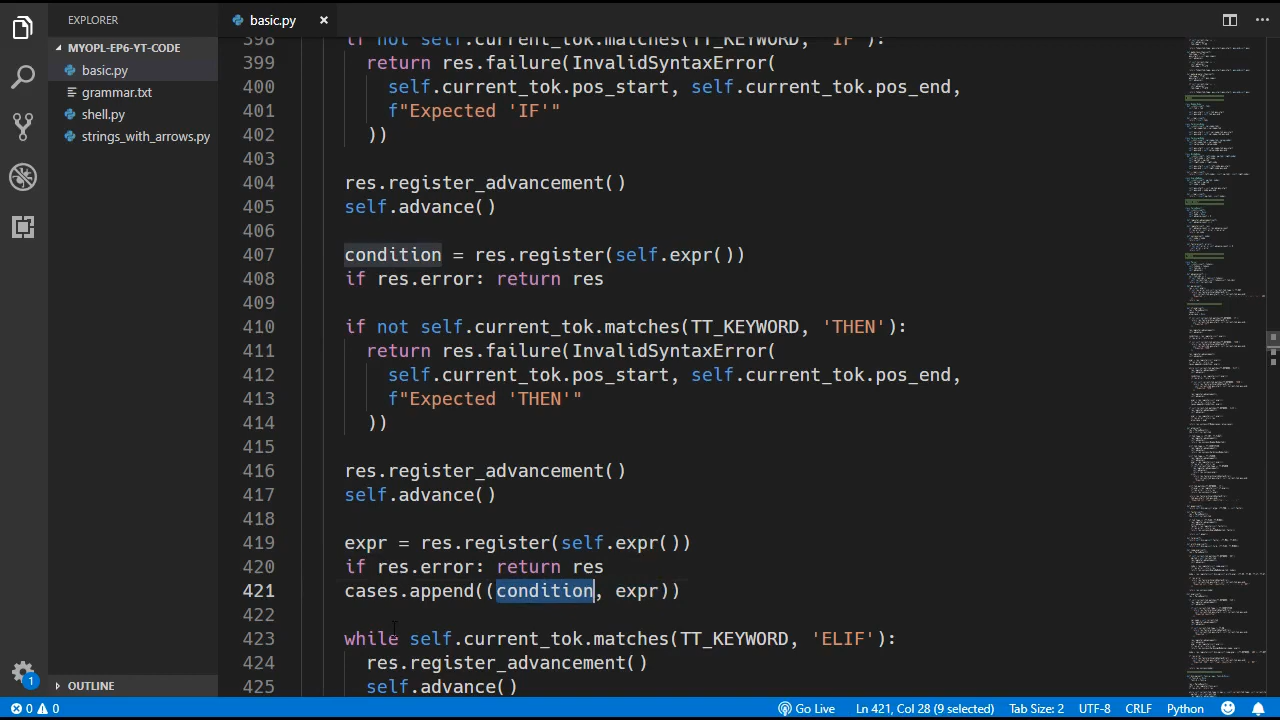 EXPLORER
MYOPL-EP6-YT-CODE
basic.py
grammar.txt
shell.py
strings_with_arrows.py
OUTLINE
1
basic.py ×
398 if not self.current_tok.matches(TT_KEYWORD, 'IF'):
399 return res.failure(InvalidSyntaxError(
400 self.current_tok.pos_start, self.current_tok.pos_end,
401 f"Expected 'IF'"
402 ))
403
404 res.register_advancement()
405 self.advance()
406
407 condition = res.register(self.expr())
408 if res.error: return res
409
410 if not self.current_tok.matches(TT_KEYWORD, 'THEN'):
411 return res.failure(InvalidSyntaxError(
412 self.current_tok.pos_start, self.current_tok.pos_end,
413 f"Expected 'THEN'"
414 ))
415
416 res.register_advancement()
417 self.advance()
418
419 expr = res.register(self.expr())
420 if res.error: return res
421 cases.append((condition, expr))
422
423 while self.current_tok.matches(TT_KEYWORD, 'ELIF'):
424 res.register_advancement()
425 self.advance()
0 0 Go Live Ln 421, Col 28 (9 selected) Tab Size: 2 UTF-8 CRLF Python